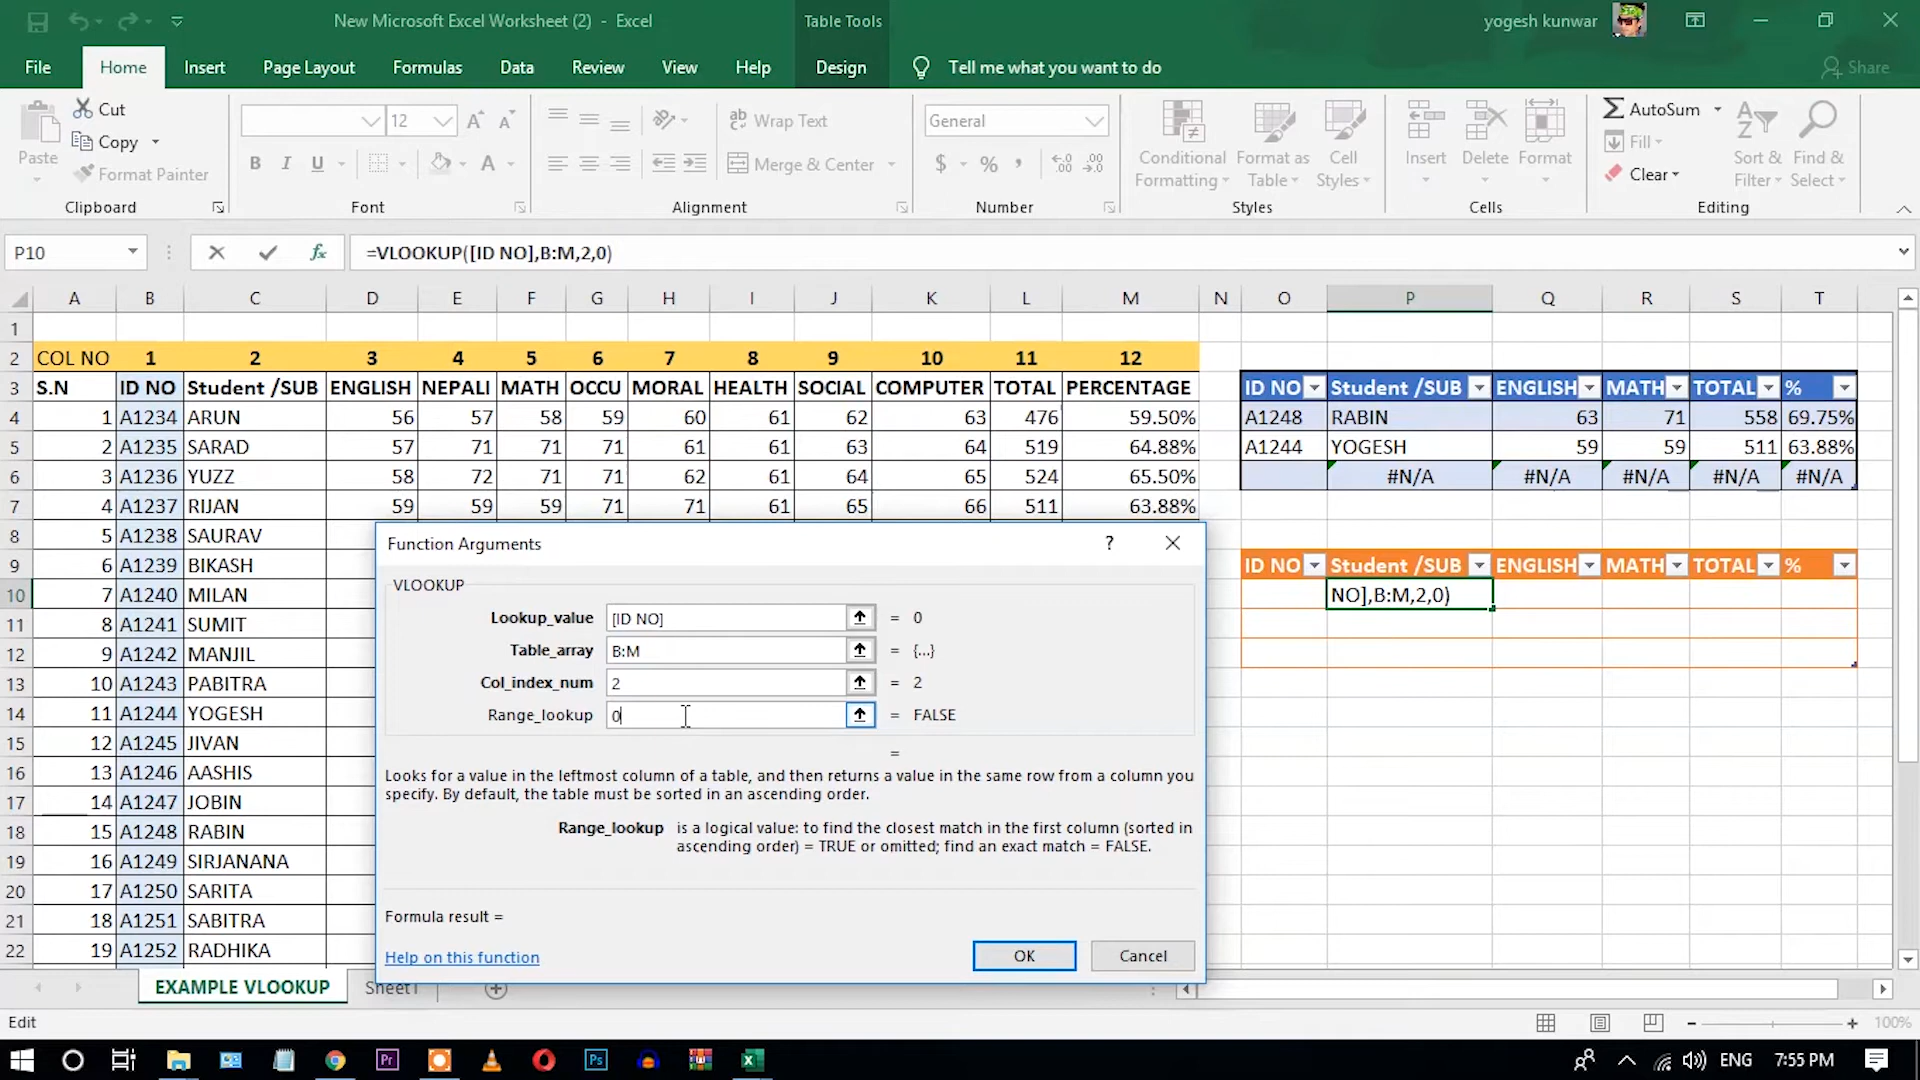 New Microsoft Excel Worksheet (2) - Excel
Table Tools
yogesh kunwar
File Home Insert Page Layout Formulas Data Review View Help Design Tell me what you want to do Share
Paste
Cut
Copy
Format Painter
Clipboard
12
B I U
Font
Wrap Text
Merge & Center
Alignment
General
$ % ,
Number
Conditional Formatting
Format as Table
Cell Styles
Styles
Insert Delete Format
Cells
AutoSum
Fill
Clear
Sort & Filter
Find & Select
Editing
P10 fx =VLOOKUP([ID NO],B:M,2,0)
A B C D E F G H I J K L M N O P Q R S T
1
2 COL NO 1 2 3 4 5 6 7 8 9 10 11 12
3 S.N ID NO Student /SUB ENGLISH NEPALI MATH OCCU MORAL HEALTH SOCIAL COMPUTER TOTAL PERCENTAGE ID NO Student /SUB ENGLISH MATH TOTAL %
4 1 A1234 ARUN 56 57 58 59 60 61 62 63 476 59.50% A1248 RABIN 63 71 558 69.75%
5 2 A1235 SARAD 57 71 71 71 61 61 63 64 519 64.88% A1244 YOGESH 59 59 511 63.88%
6 3 A1236 YUZZ 58 72 71 71 62 61 64 65 524 65.50% #N/A #N/A #N/A #N/A #N/A
7 4 A1237 RIJAN 59 59 59 71 71 61 65 66 511 63.88%
8 5 A1238 SAURAV
9 6 A1239 BIKASH ID NO Student /SUB ENGLISH MATH TOTAL %
10 7 A1240 MILAN NO],B:M,2,0)
11 8 A1241 SUMIT
12 9 A1242 MANJIL
13 10 A1243 PABITRA
14 11 A1244 YOGESH
15 12 A1245 JIVAN
16 13 A1246 AASHIS
17 14 A1247 JOBIN
18 15 A1248 RABIN
19 16 A1249 SIRJANANA
20 17 A1250 SARITA
21 18 A1251 SABITRA
22 19 A1252 RADHIKA
Function Arguments ?
VLOOKUP
Lookup_value [ID NO] = 0
Table_array B:M = {...}
Col_index_num 2 = 2
Range_lookup 0 = FALSE
=
Looks for a value in the leftmost column of a table, and then returns a value in the same row from a column you
specify. By default, the table must be sorted in an ascending order.
Range_lookup is a logical value: to find the closest match in the first column (sorted in
ascending order) = TRUE or omitted; find an exact match = FALSE.
Formula result =
Help on this function
OK Cancel
EXAMPLE VLOOKUP Sheet1
Edit 100%
Pr Ps ENG 7:55 PM